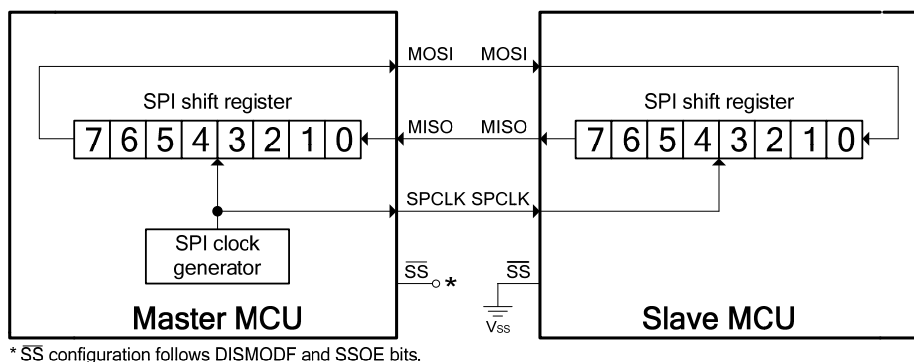 MOSI MOSI
SPI shift register SPI shift register
7 6 5 4 3 2 1 0 MISO MISO 7 6 5 4 3 2 1 0
SPCLK SPCLK
SPI clock
generator
SS * SS
Vss
Master MCU Slave MCU
* SS configuration follows DISMODF and SSOE bits.